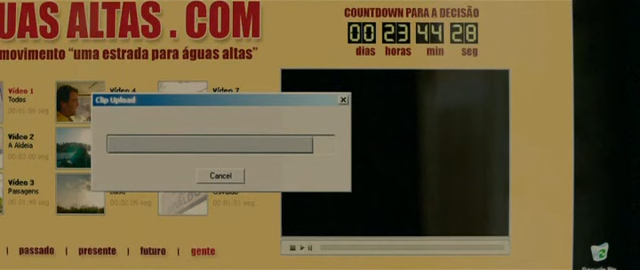 UAS ALTAS . COM
movimento "uma estrada para águas altas"
COUNTDOWN PARA A DECISÃO
00 23 44 28
dias horas min seg
Vídeo 1
Todos
Vídeo 4
Vídeo 7
Clip Upload
Vídeo 2
A Aldeia
Cancel
Vídeo 3
Passagens
| passado | presente | futuro | gente